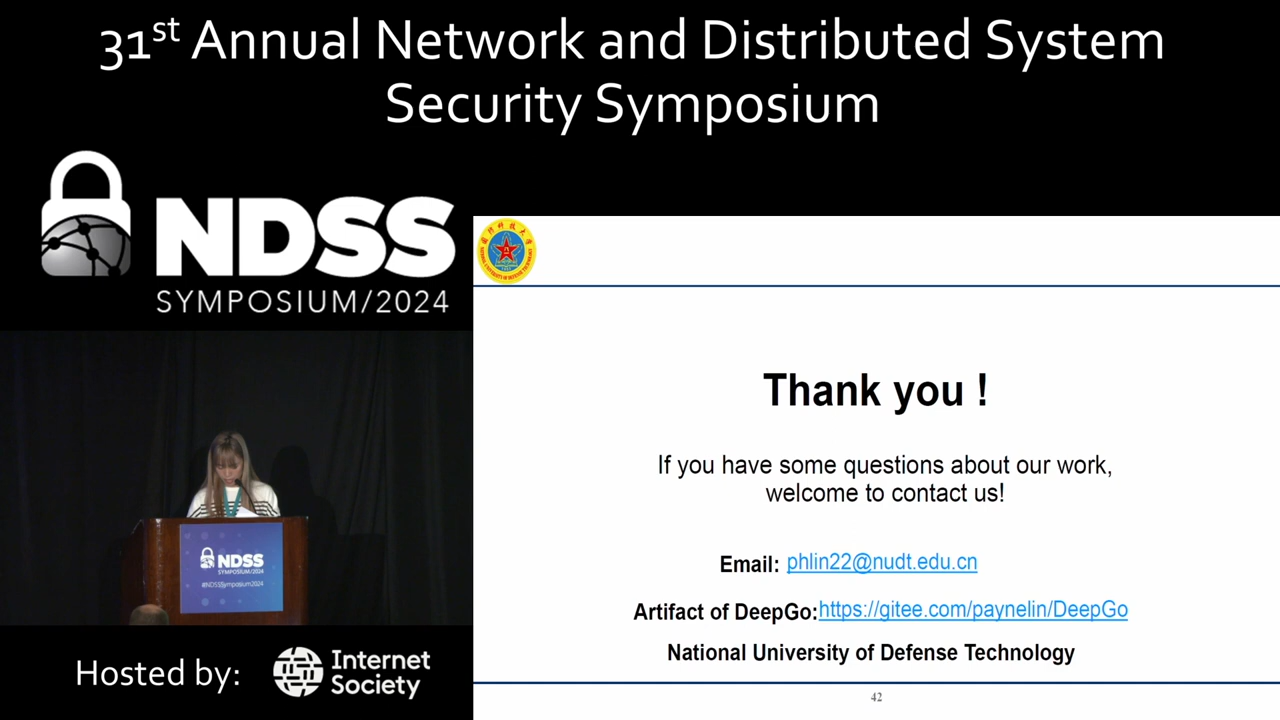 31st Annual Network and Distributed System
Security Symposium
NDSS
SYMPOSIUM/2024
Thank you !
If you have some questions about our work,
welcome to contact us!
Email: phlin22@nudt.edu.cn
Artifact of DeepGo:https://gitee.com/paynelin/DeepGo
National University of Defense Technology
42
NDSS
SYMPOSIUM/2024
#NDSSSymposium2024
Hosted by:
Internet
Society